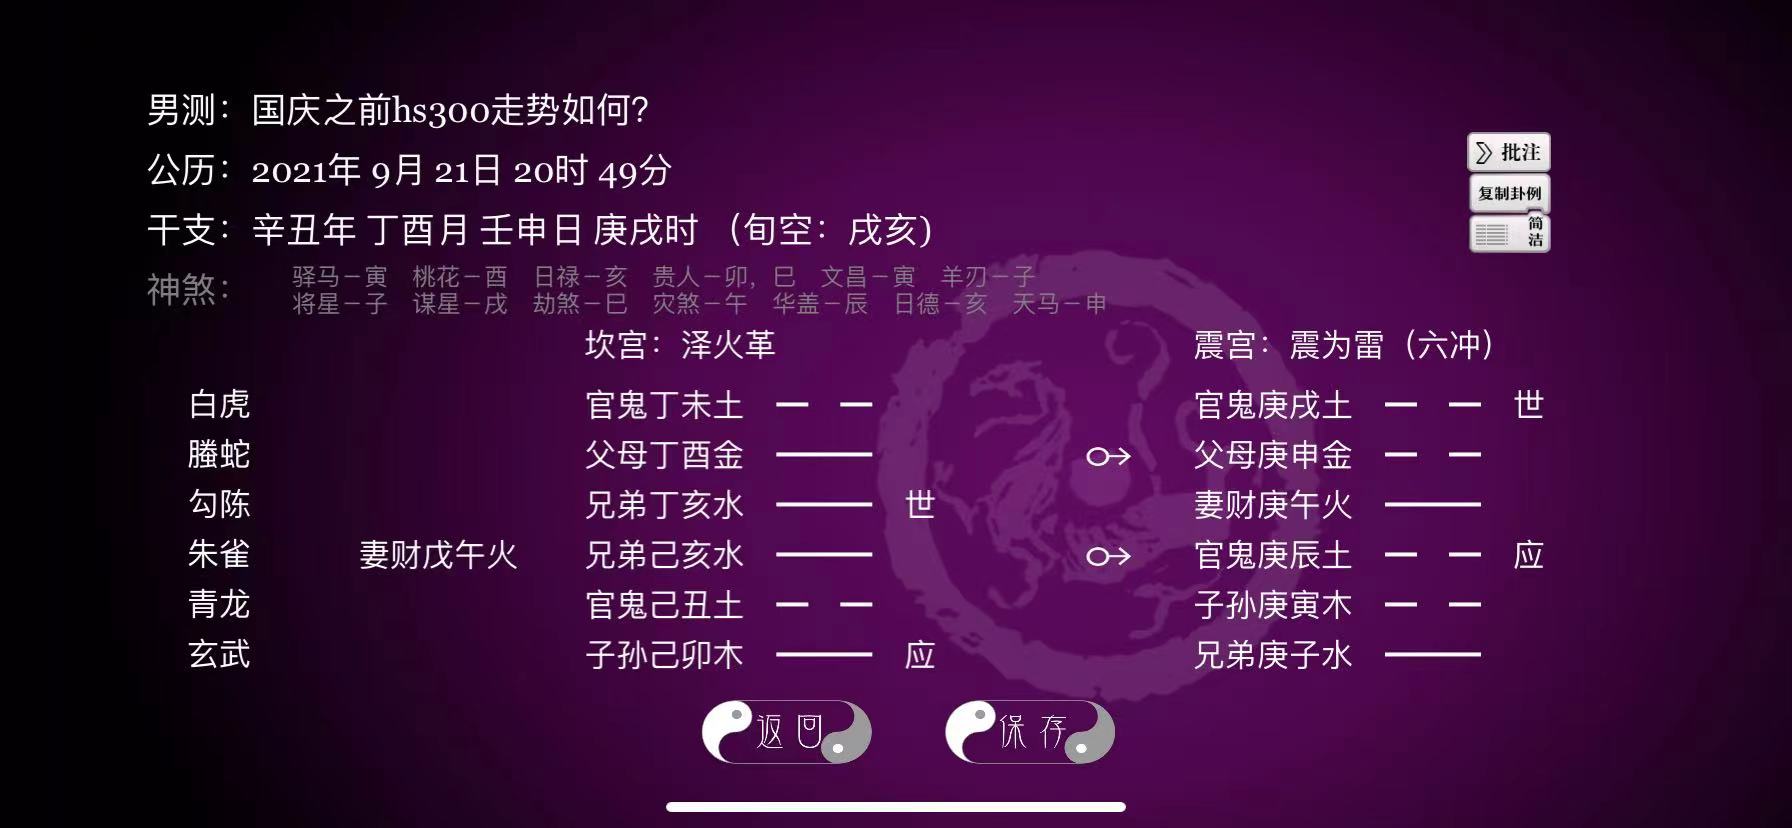 男测：国庆之前hs300走势如何？
公历：2021年 9月 21日 20时 49分
干支：辛丑年 丁酉月 壬申日 庚戌时 （旬空：戌亥）
神煞：
驿马－寅 桃花－酉 日禄－亥 贵人－卯，巳 文昌－寅 羊刃－子
将星－子 谋星－戌 劫煞－巳 灾煞－午 华盖－辰 日德－亥 天马－申
批注
复制卦例
简洁
坎宫：泽火革 震宫：震为雷（六冲）
白虎 官鬼丁未土 官鬼庚戌土 世
螣蛇 父母丁酉金 父母庚申金
勾陈 兄弟丁亥水 世 妻财庚午火
朱雀 妻财戊午火 兄弟己亥水 官鬼庚辰土 应
青龙 官鬼己丑土 子孙庚寅木
玄武 子孙己卯木 应 兄弟庚子水
返回 保存